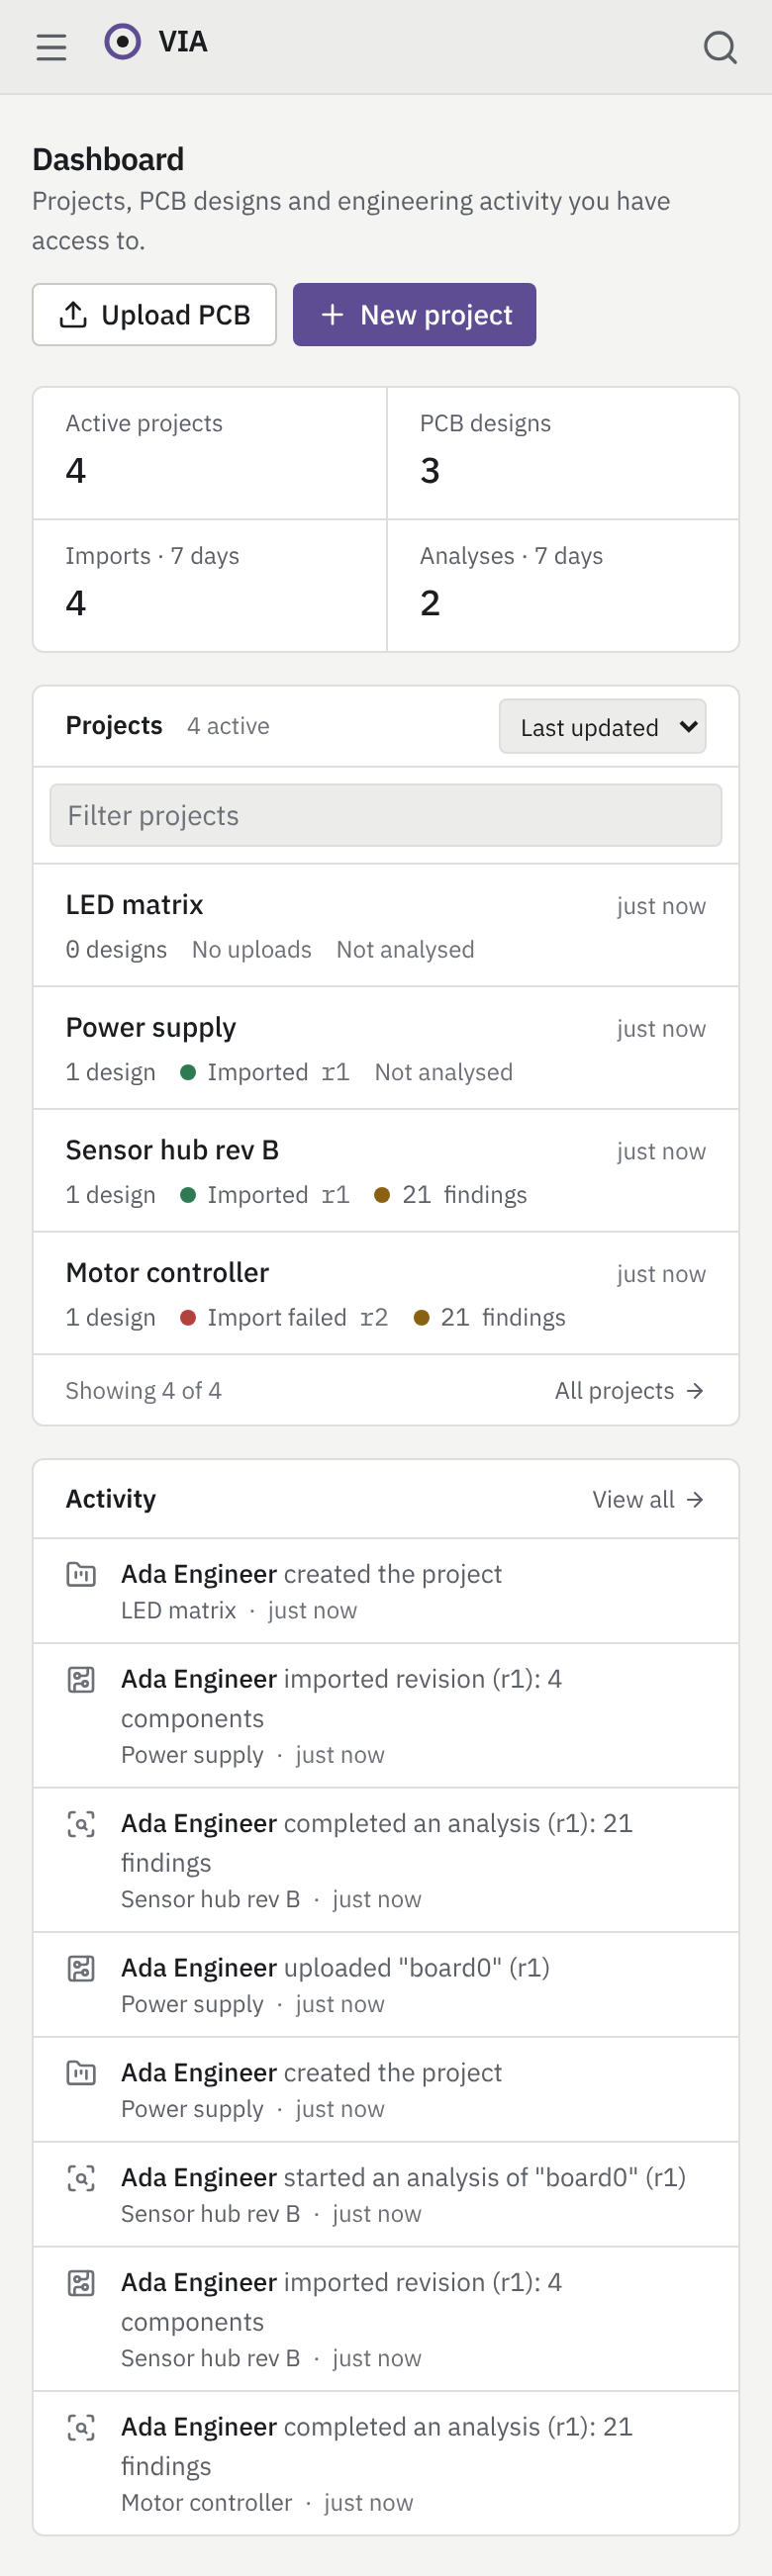 VIA
Dashboard
Projects, PCB designs and engineering activity you have
access to.
Upload PCB
New project
Active projects
4
PCB designs
3
Imports · 7 days
4
Analyses · 7 days
2
Projects 4 active
Last updated
Filter projects
LED matrix just now
0 designs No uploads Not analysed
Power supply just now
1 design Imported r1 Not analysed
Sensor hub rev B just now
1 design Imported r1 21 findings
Motor controller just now
1 design Import failed r2 21 findings
Showing 4 of 4 All projects →
Activity View all →
Ada Engineer created the project
LED matrix · just now
Ada Engineer imported revision (r1): 4
components
Power supply · just now
Ada Engineer completed an analysis (r1): 21
findings
Sensor hub rev B · just now
Ada Engineer uploaded "board0" (r1)
Power supply · just now
Ada Engineer created the project
Power supply · just now
Ada Engineer started an analysis of "board0" (r1)
Sensor hub rev B · just now
Ada Engineer imported revision (r1): 4
components
Sensor hub rev B · just now
Ada Engineer completed an analysis (r1): 21
findings
Motor controller · just now